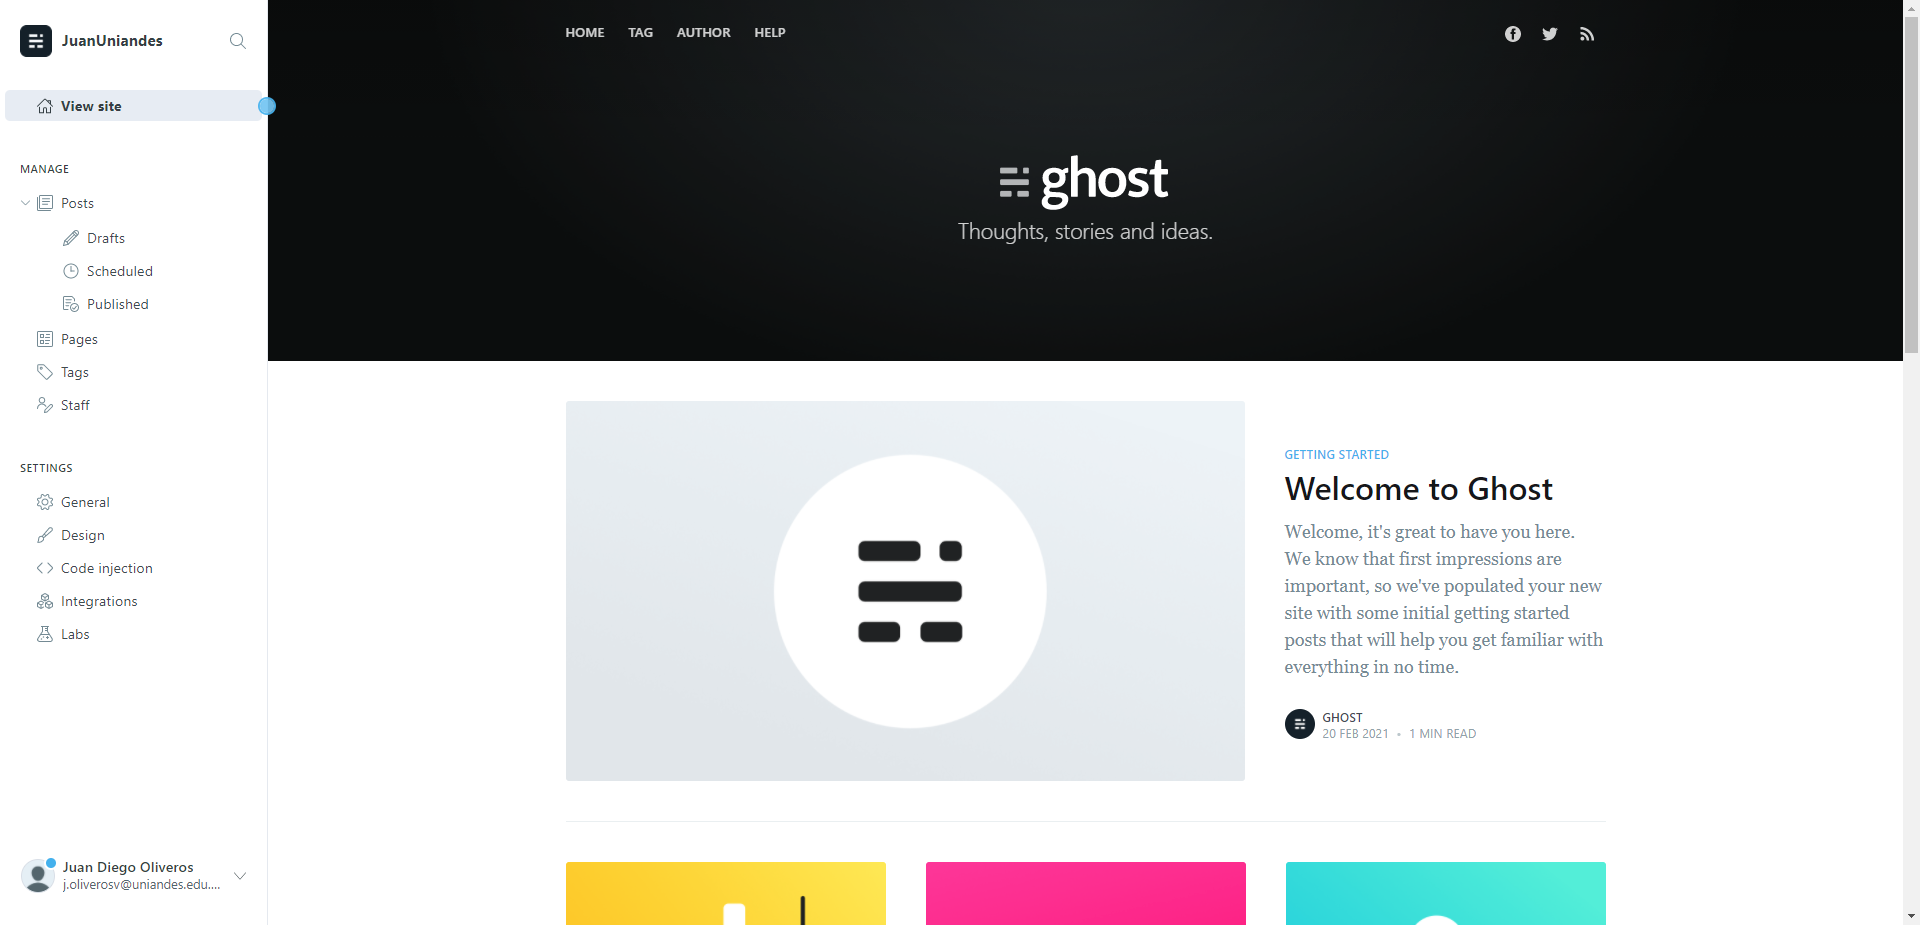 JuanUniandes
View site
MANAGE
Posts
Drafts
Scheduled
Published
Pages
Tags
Staff
SETTINGS
General
Design
Code injection
Integrations
Labs
Juan Diego Oliveros
j.oliverosv@uniandes.edu....
HOME TAG AUTHOR HELP
ghost
Thoughts, stories and ideas.
GETTING STARTED
Welcome to Ghost
Welcome, it's great to have you here.
We know that first impressions are
important, so we've populated your new
site with some initial getting started
posts that will help you get familiar with
everything in no time.
GHOST
20 FEB 2021 • 1 MIN READ